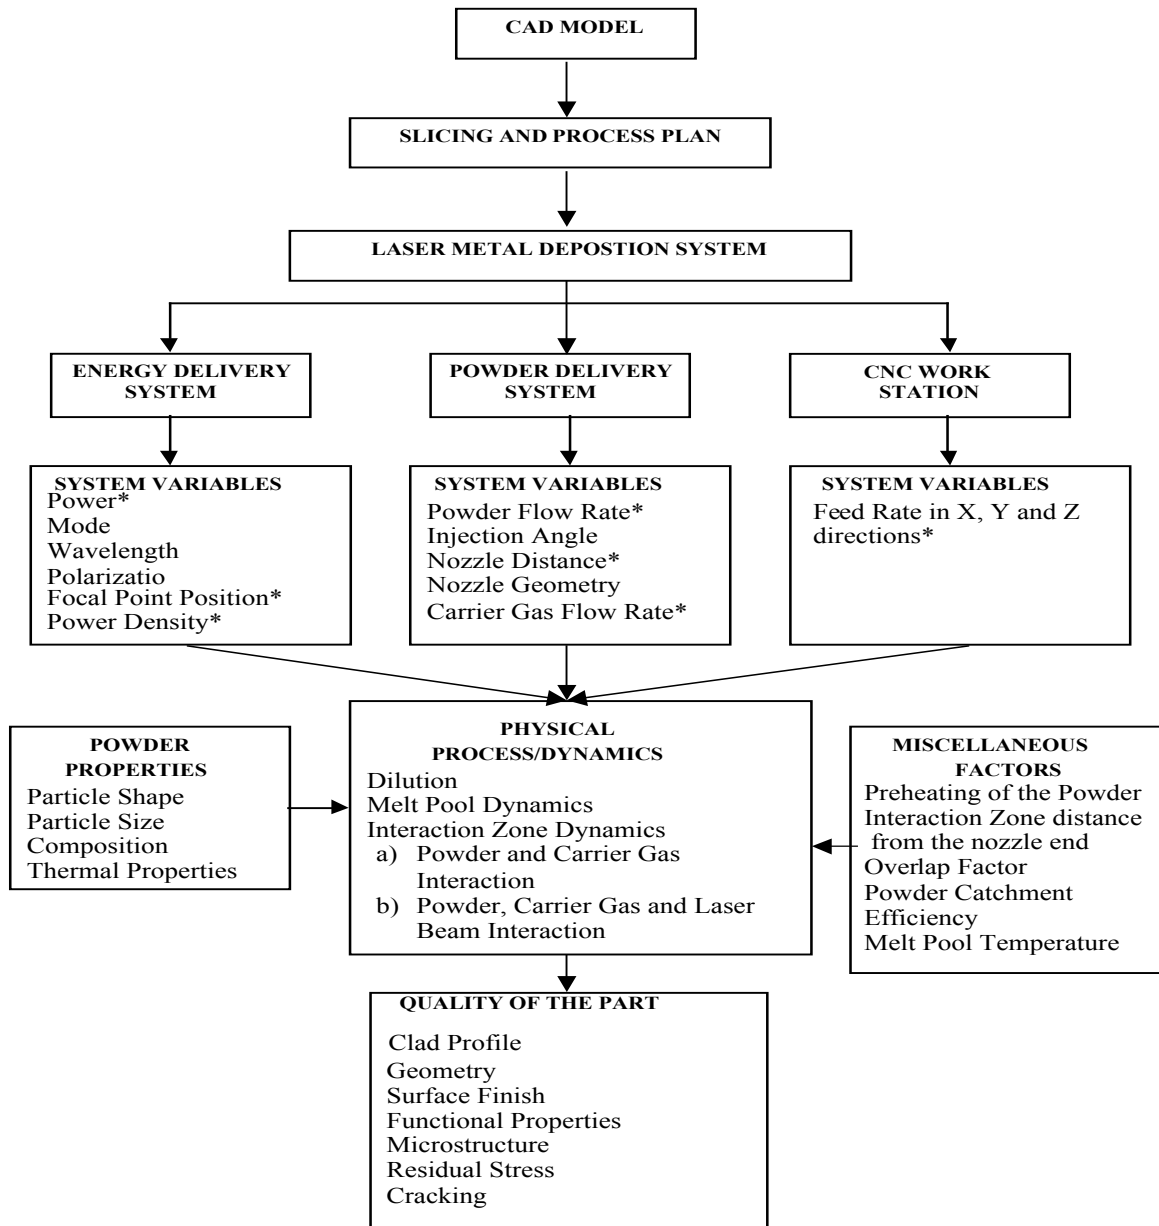 CAD MODEL
SLICING AND PROCESS PLAN
LASER METAL DEPOSTION SYSTEM
ENERGY DELIVERY
SYSTEM
POWDER DELIVERY
SYSTEM
CNC WORK
STATION
SYSTEM VARIABLES
Power*
Mode
Wavelength
Polarizatio
Focal Point Position*
Power Density*
SYSTEM VARIABLES
Powder Flow Rate*
Injection Angle
Nozzle Distance*
Nozzle Geometry
Carrier Gas Flow Rate*
SYSTEM VARIABLES
Feed Rate in X, Y and Z
directions*
POWDER
PROPERTIES
Particle Shape
Particle Size
Composition
Thermal Properties
PHYSICAL
PROCESS/DYNAMICS
Dilution
Melt Pool Dynamics
Interaction Zone Dynamics
a) Powder and Carrier Gas
Interaction
b) Powder, Carrier Gas and Laser
Beam Interaction
MISCELLANEOUS
FACTORS
Preheating of the Powder
Interaction Zone distance
from the nozzle end
Overlap Factor
Powder Catchment
Efficiency
Melt Pool Temperature
QUALITY OF THE PART
Clad Profile
Geometry
Surface Finish
Functional Properties
Microstructure
Residual Stress
Cracking